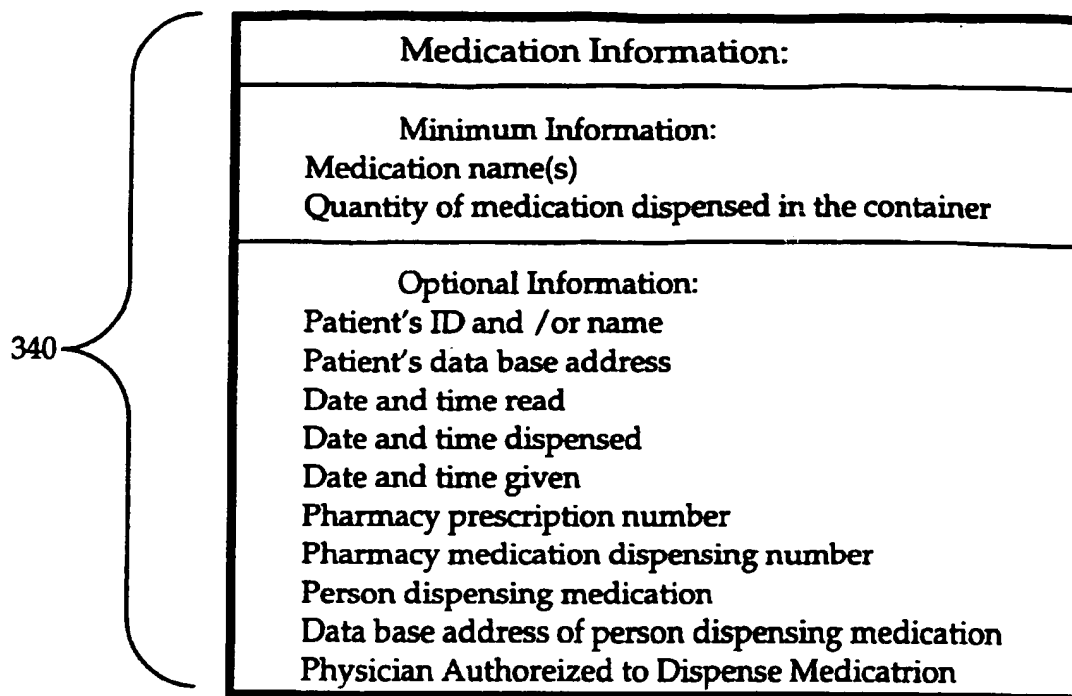 Medication Information:
Minimum Information:
Medication name(s)
Quantity of medication dispensed in the container
Optional Information:
Patient's ID and /or name
Patient's data base address
340
Date and time read
Date and time dispensed
Date and time given
Pharmacy prescription number
Pharmacy medication dispensing number
Person dispensing medication
Data base address of person dispensing medication
Physician Authoreized to Dispense Medicatrion